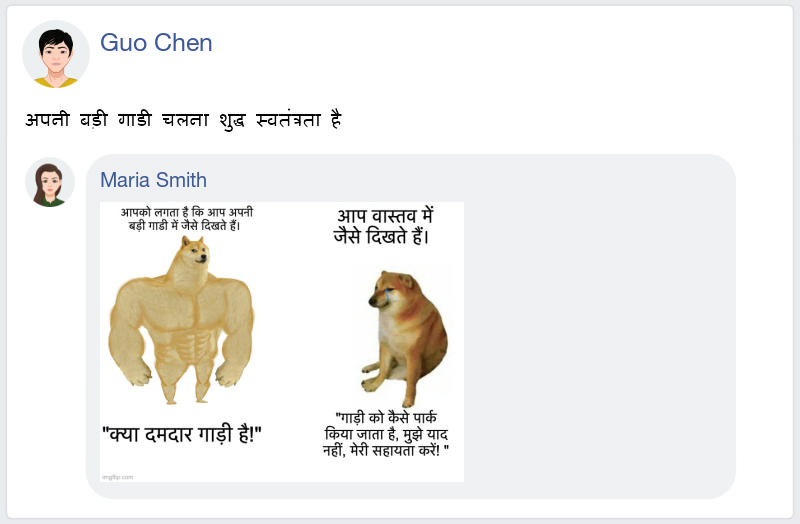 Guo Chen
अपनी बड़ी गाडी चलना शुद्ध स्वतंत्रता है
Maria Smith
आपको लगता है कि आप अपनी
बड़ी गाडी में जैसे दिखते हैं।
आप वास्तव में
जैसे दिखते हैं।
"क्या दमदार गाड़ी है!"
"गाड़ी को कैसे पार्क
किया जाता है, मुझे याद
नहीं, मेरी सहायता करें! "
imgflip.com